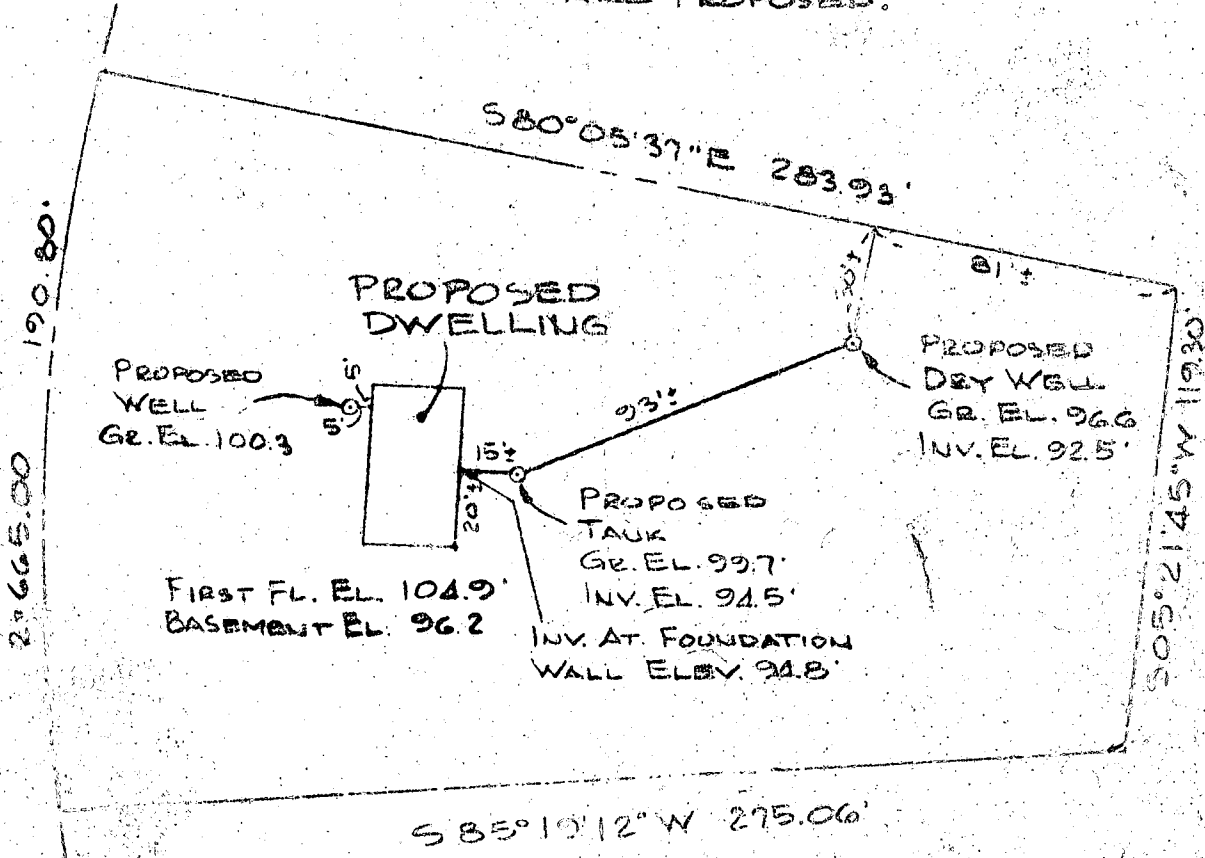 PROPOSED.
S80°05'37"E 283.93'
190.80'
81'±
PROPOSED
DWELLING
PROPOSED
WELL
GR. EL. 100.3
5'
5'
15'±
20'±
93'±
PROPOSED
DRY WELL
GR. EL. 96.6
INV. EL. 92.5'
S05°21'45"W 119.30'
PROPOSED
TANK
GR. EL. 99.7'
INV. EL. 94.5'
FIRST FL. EL. 104.9'
BASEMENT EL. 96.2
INV. AT FOUNDATION
WALL ELEV. 94.8'
S 85°19'12" W 275.06'